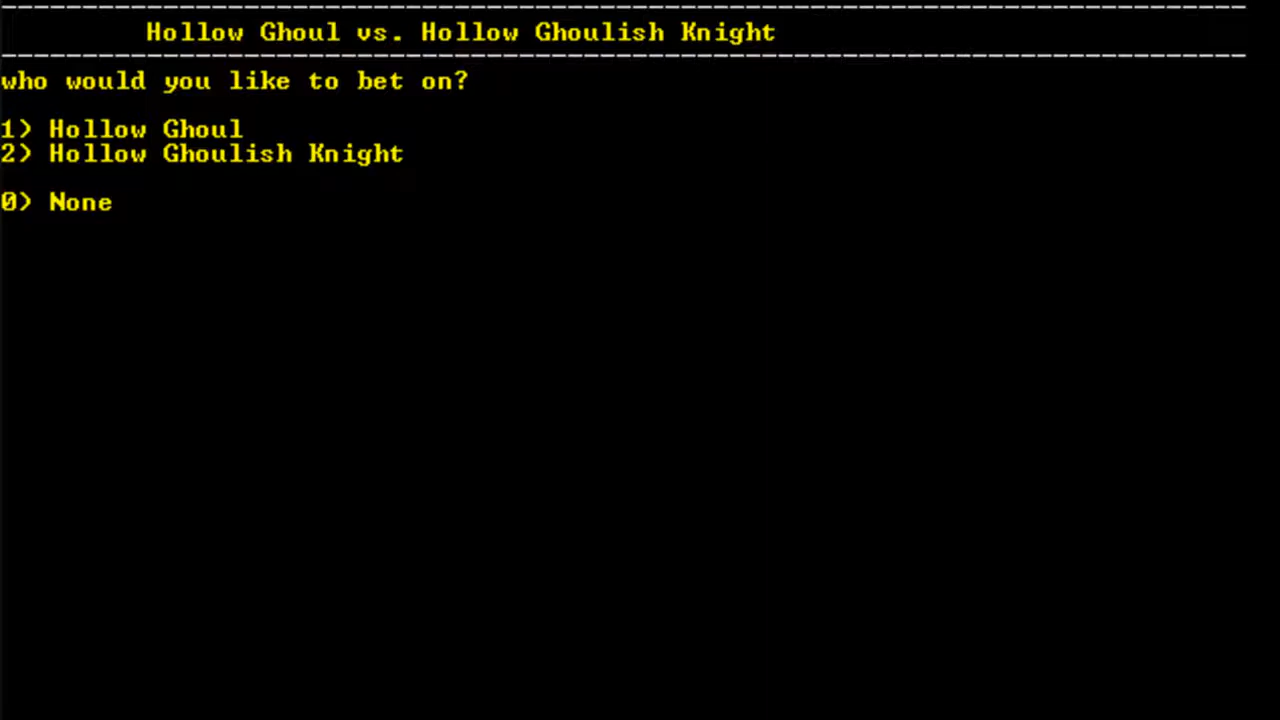 Hollow Ghoul vs. Hollow Ghoulish Knight
who would you like to bet on?
1) Hollow Ghoul
2) Hollow Ghoulish Knight
0) None